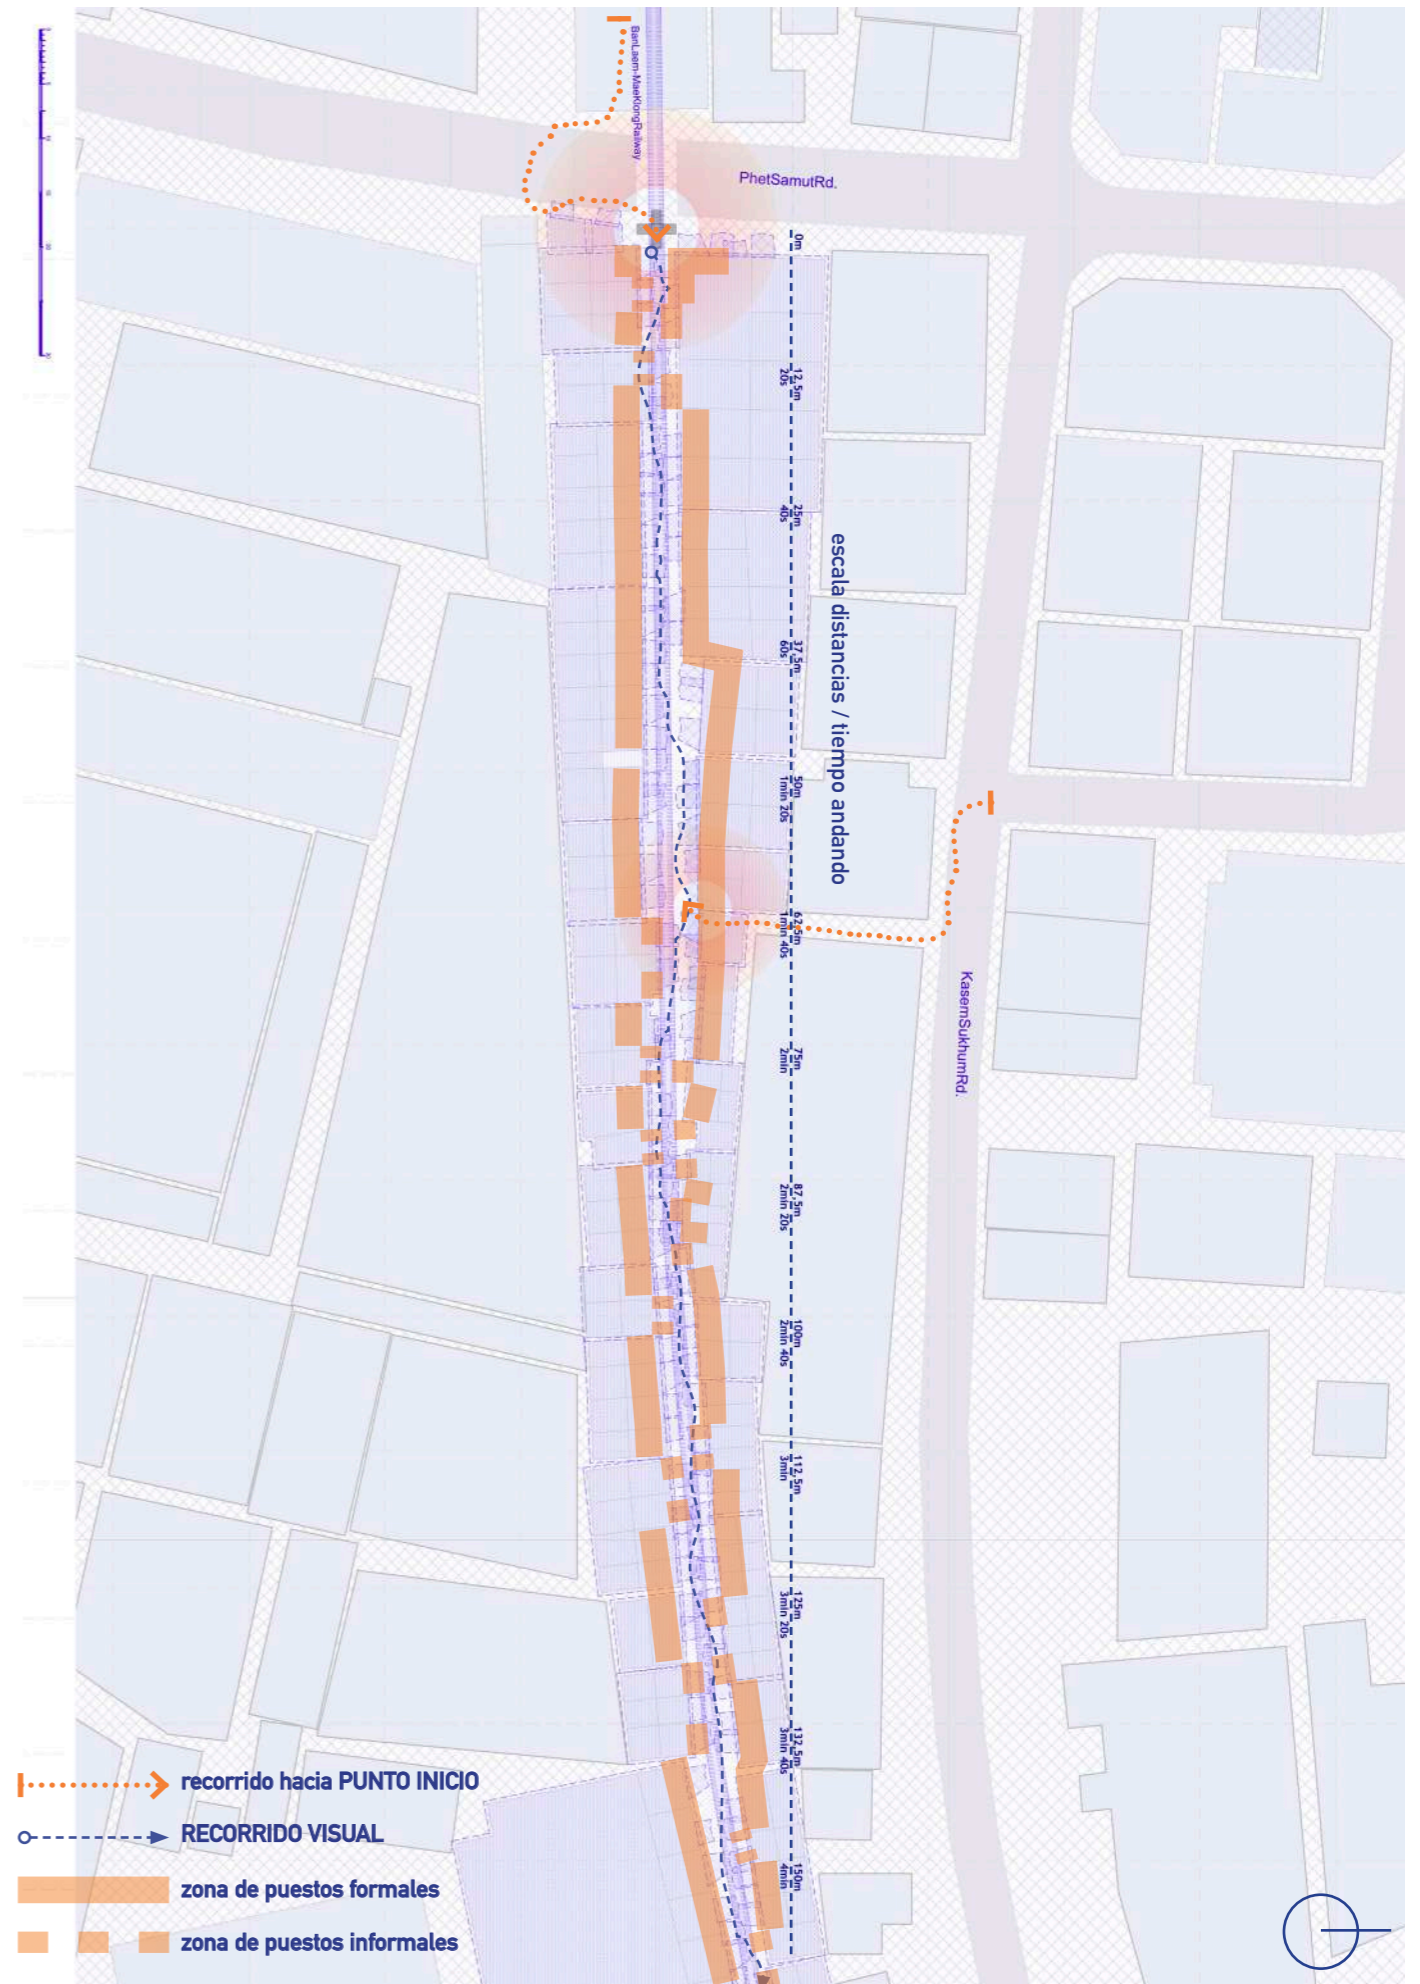 BanLaem-MaeKlongRailway
PhetSamutRd.
0m
12,5m
20s
25m
40s
37,5m
60s
50m
1min 20s
62,5m
1min 40s
75m
2min
87,5m
2min 20s
100m
2min 40s
112,5m
3min
125m
3min 20s
132,5m
3min 40s
150m
4min
escala distancias / tiempo andando
KasemSukhumRd.
recorrido hacia PUNTO INICIO
RECORRIDO VISUAL
zona de puestos formales
zona de puestos informales